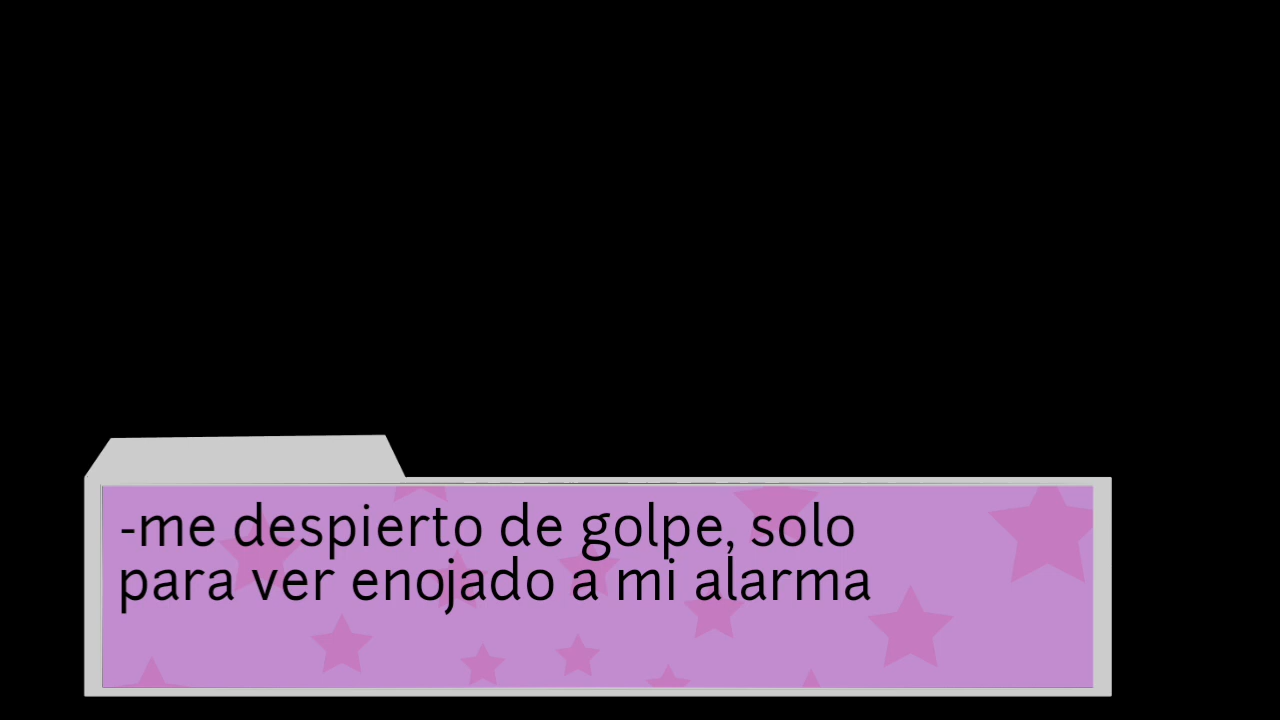 -me despierto de golpe, solo
para ver enojado a mi alarma